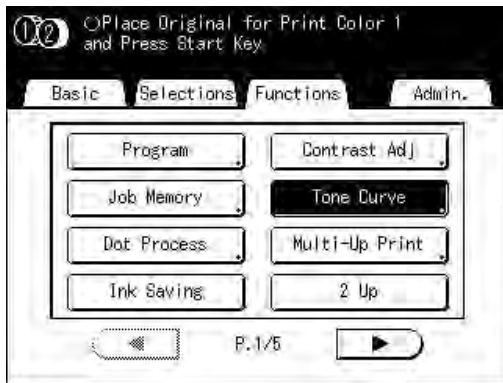 ①② ○Place Original for Print Color 1
and Press Start Key
Basic Selections Functions Admin.
Program Contrast Adj
Job Memory Tone Curve
Dot Process Multi-Up Print
Ink Saving 2 Up
P.1/5